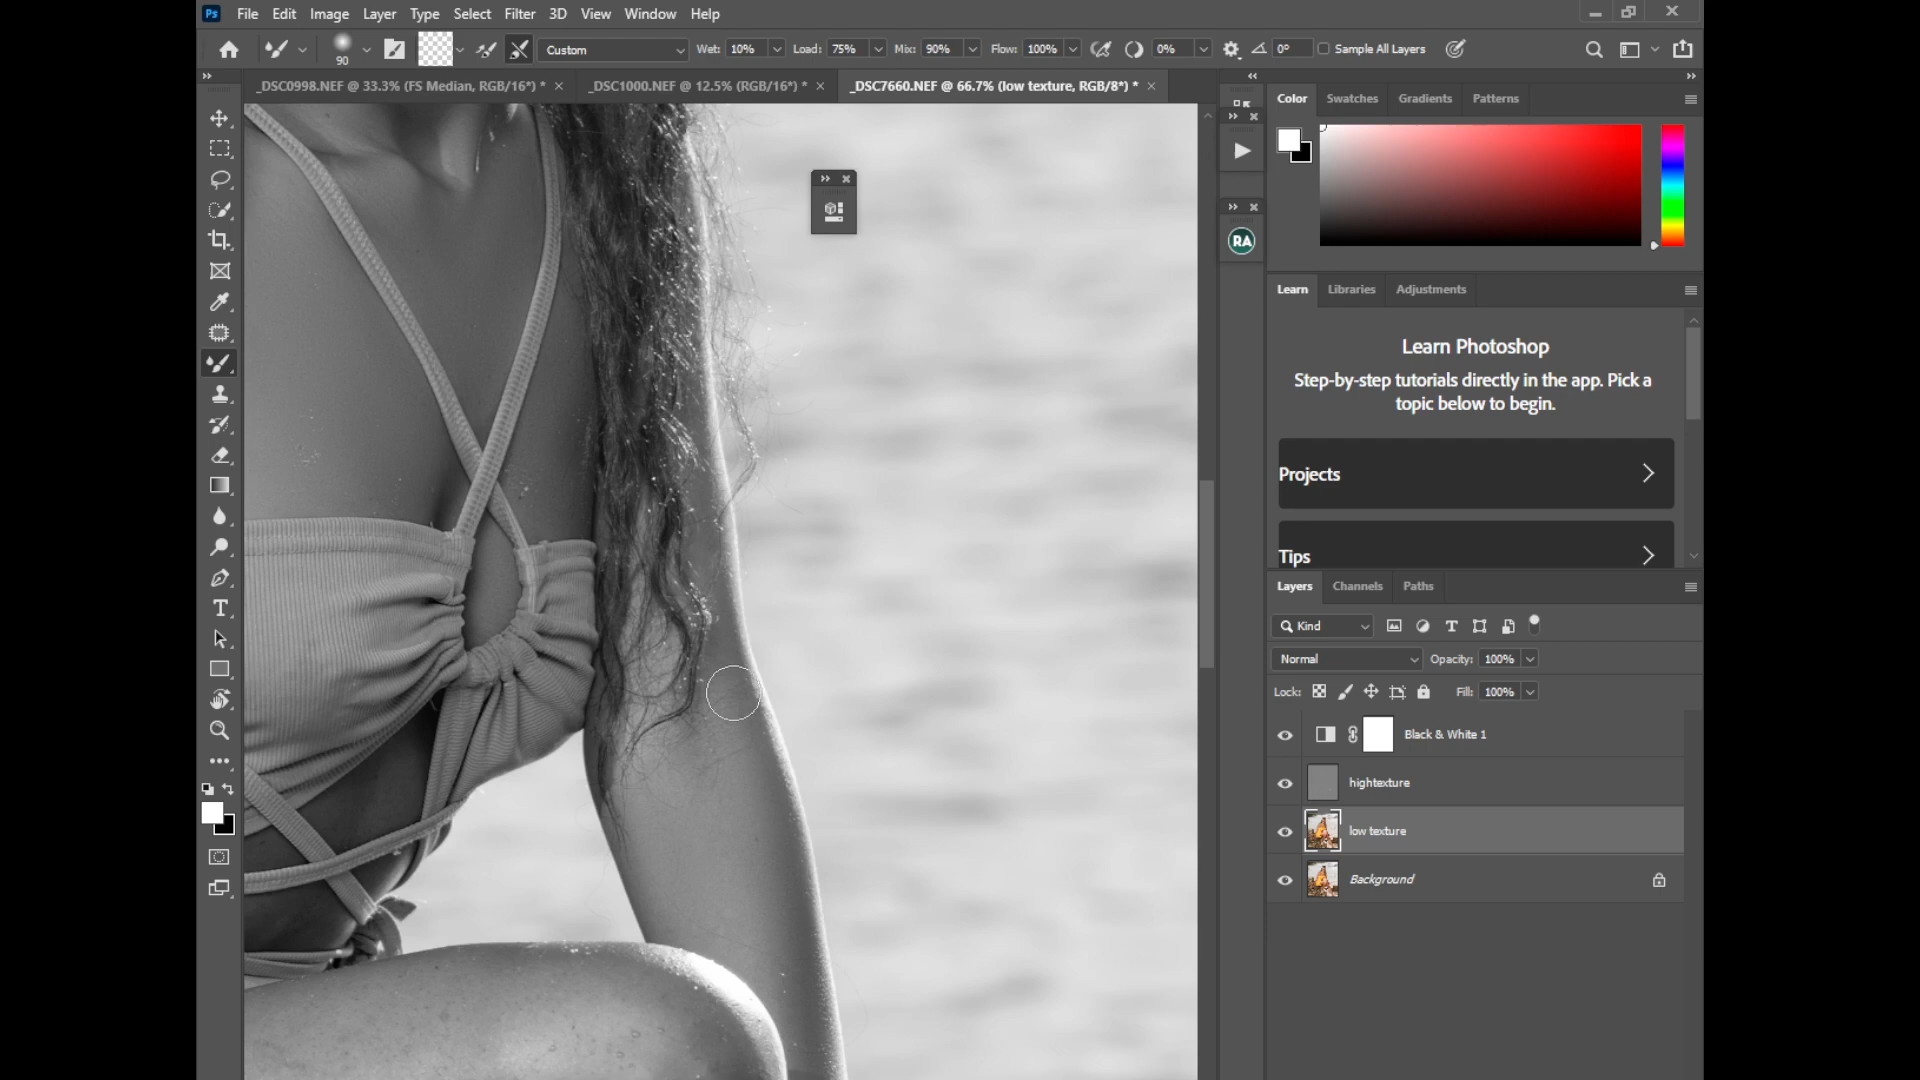 Ps File Edit Image Layer Type Select Filter 3D View Window Help
90 Custom Wet: 10% Load: 75% Mix: 90% Flow: 100% 0% 0° Sample All Layers
_DSC0998.NEF @ 33.3% (FS Median, RGB/16*) * _DSC1000.NEF @ 12.5% (RGB/16*) * _DSC7660.NEF @ 66.7% (low texture, RGB/8*) *
Color Swatches Gradients Patterns
RA
Learn Libraries Adjustments
Learn Photoshop
Step-by-step tutorials directly in the app. Pick a
topic below to begin.
Projects
Tips
Layers Channels Paths
Kind
Normal Opacity: 100%
Lock: Fill: 100%
Black & White 1
hightexture
low texture
Background